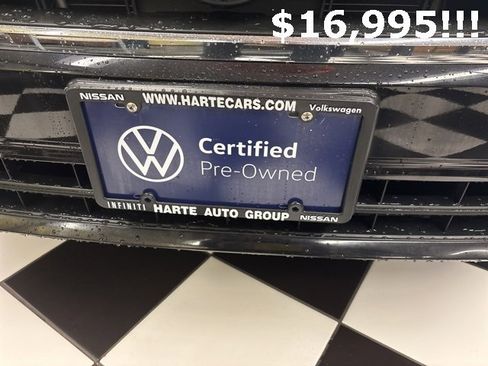 $16,995!!!
NISSAN WWW.HARTECARS.COM Volkswagen
Certified
Pre-Owned
INFINITI HARTE AUTO GROUP NISSAN